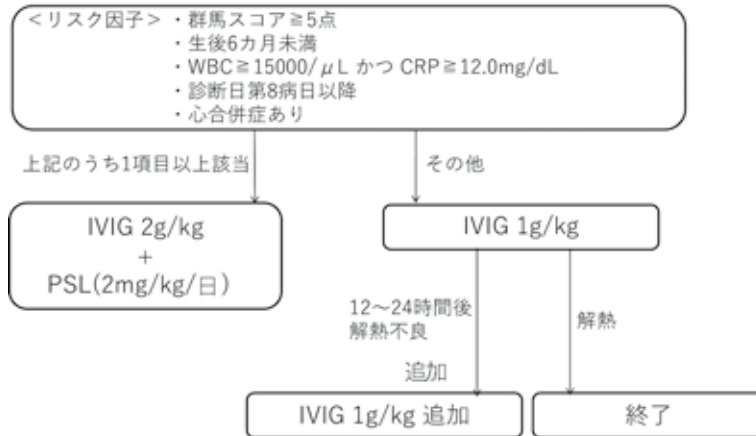 <リスク因子> ・群馬スコア≧5点
・生後6カ月未満
・WBC≧15000/μL かつ CRP≧12.0mg/dL
・診断日第8病日以降
・心合併症あり
上記のうち1項目以上該当
その他
IVIG 2g/kg
+
PSL(2mg/kg/日)
IVIG 1g/kg
12～24時間後
解熱不良
解熱
追加
IVIG 1g/kg 追加
終了